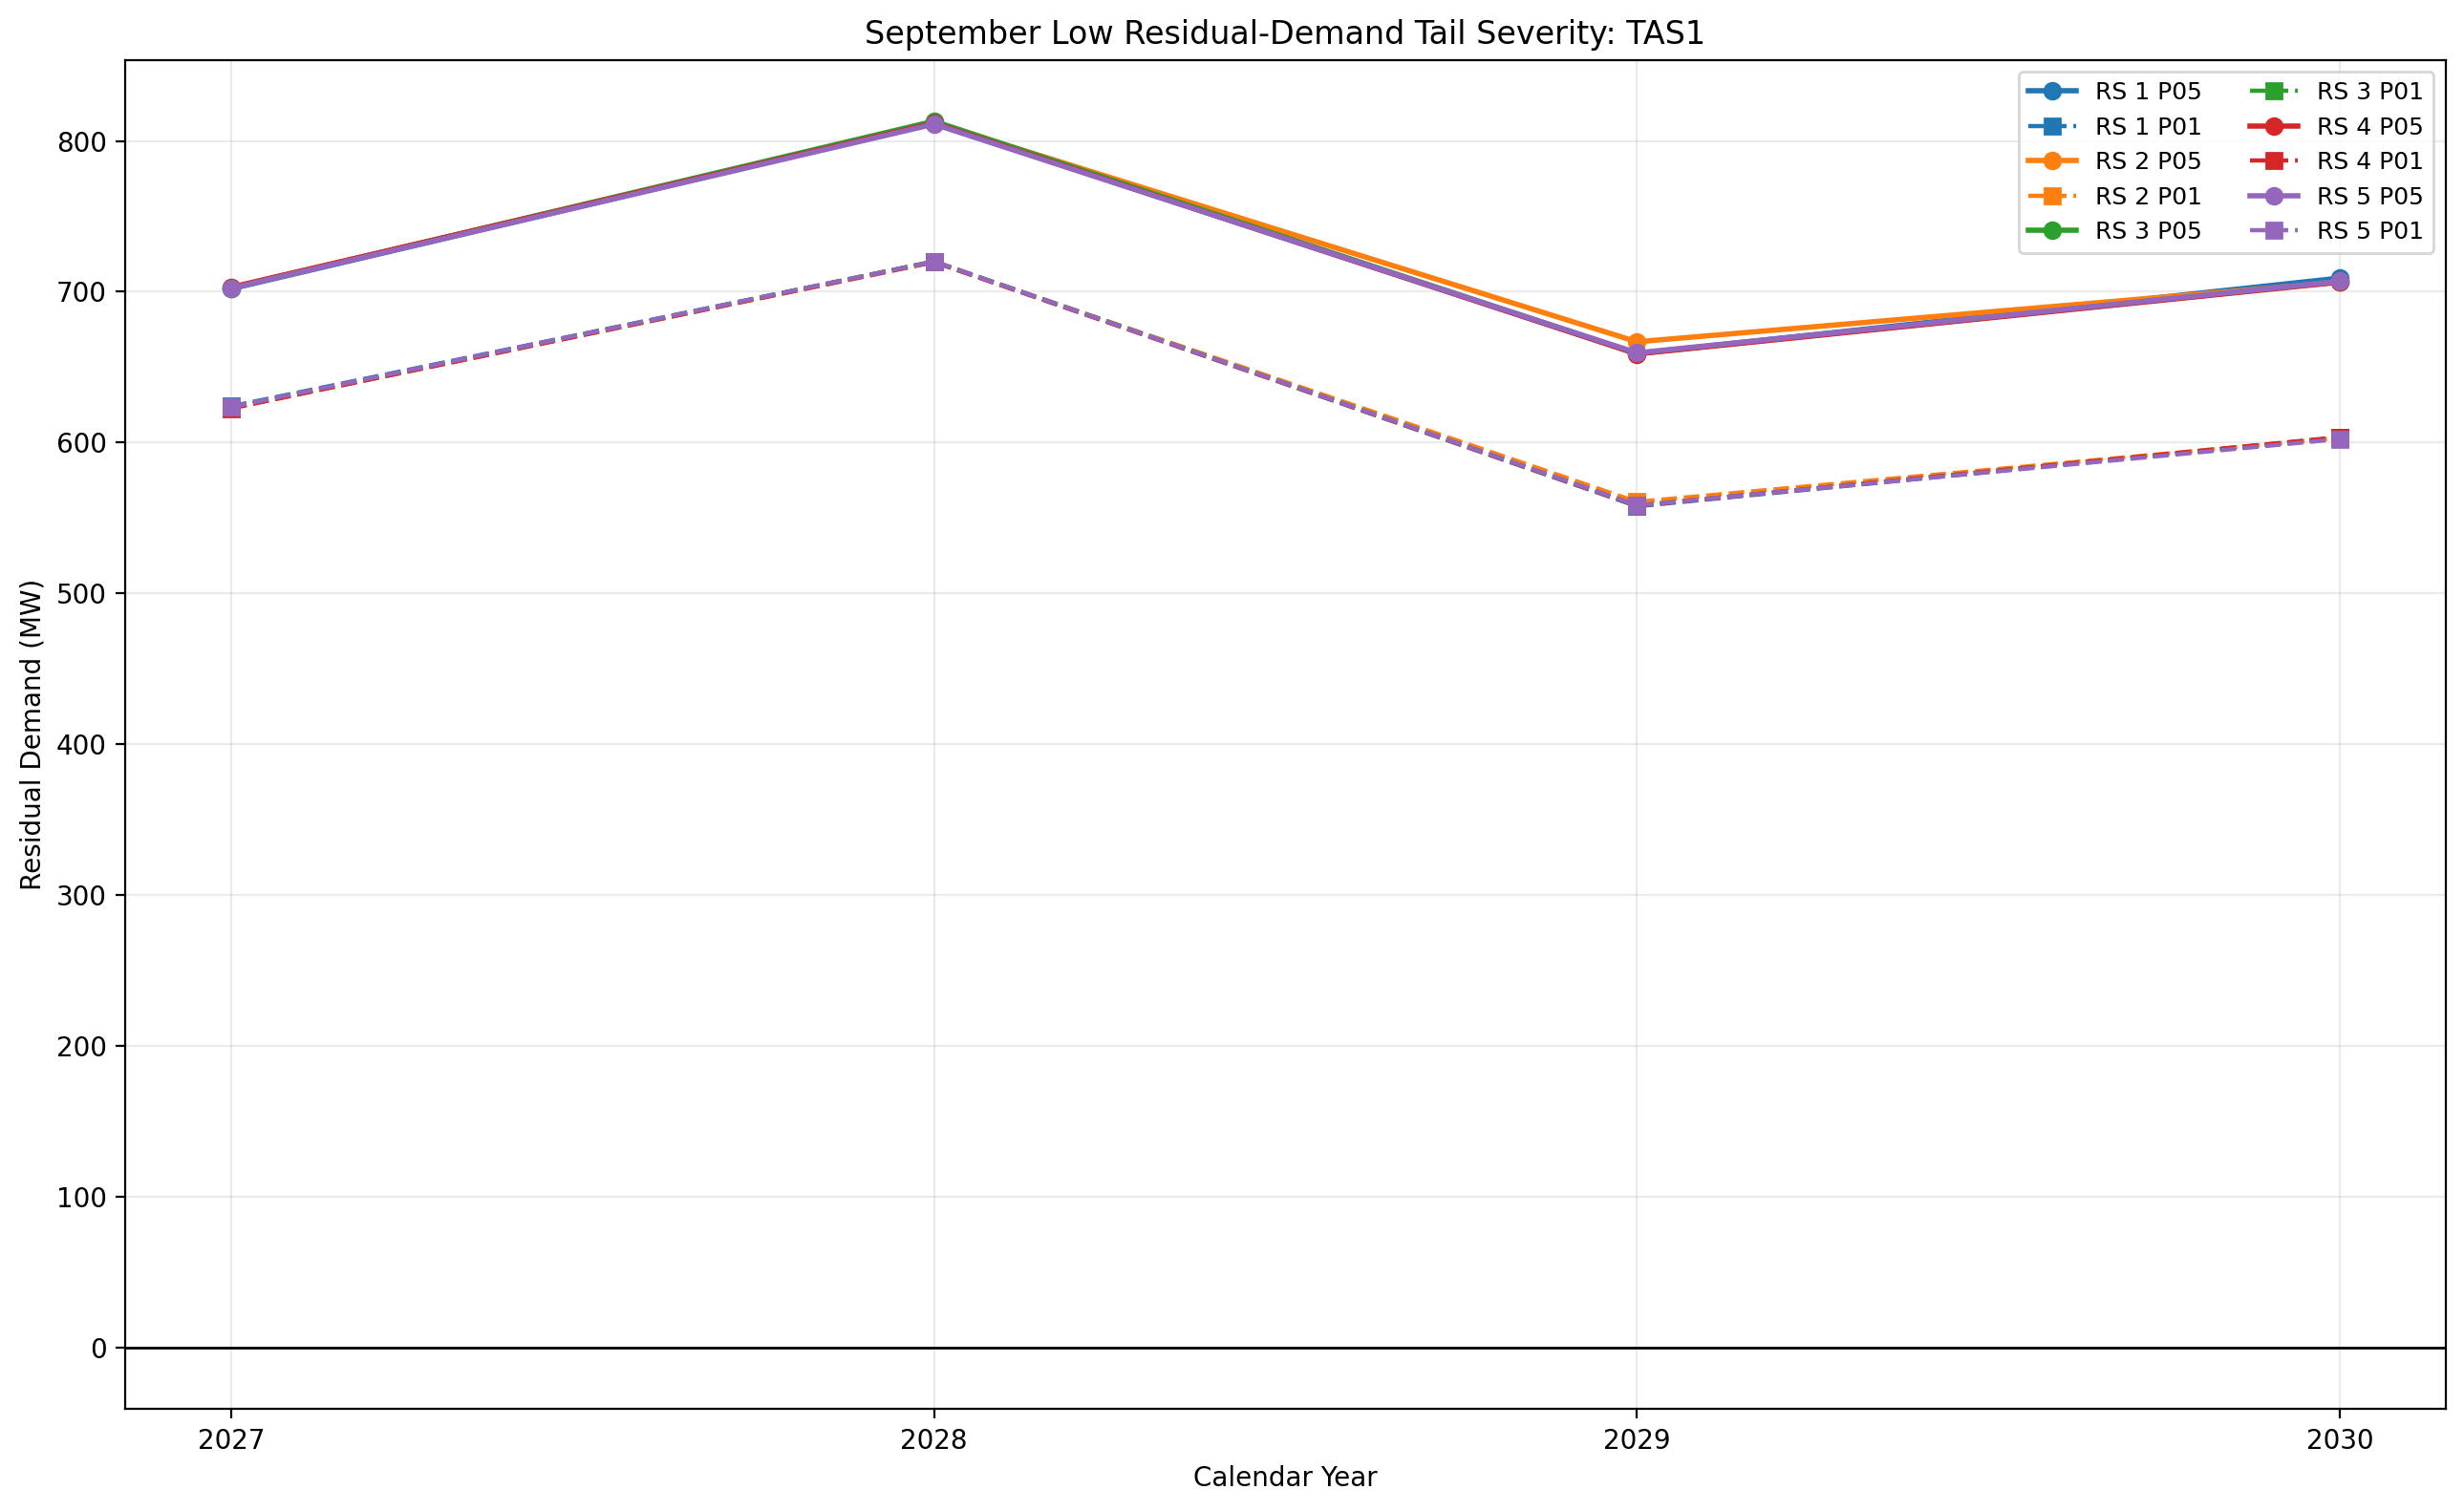 September Low Residual-Demand Tail Severity: TAS1
RS 1 P05
RS 1 P01
RS 2 P05
RS 2 P01
RS 3 P05
RS 3 P01
RS 4 P05
RS 4 P01
RS 5 P05
RS 5 P01
Residual Demand (MW)
800
700
600
500
400
300
200
100
0
2027 2028 2029 2030
Calendar Year